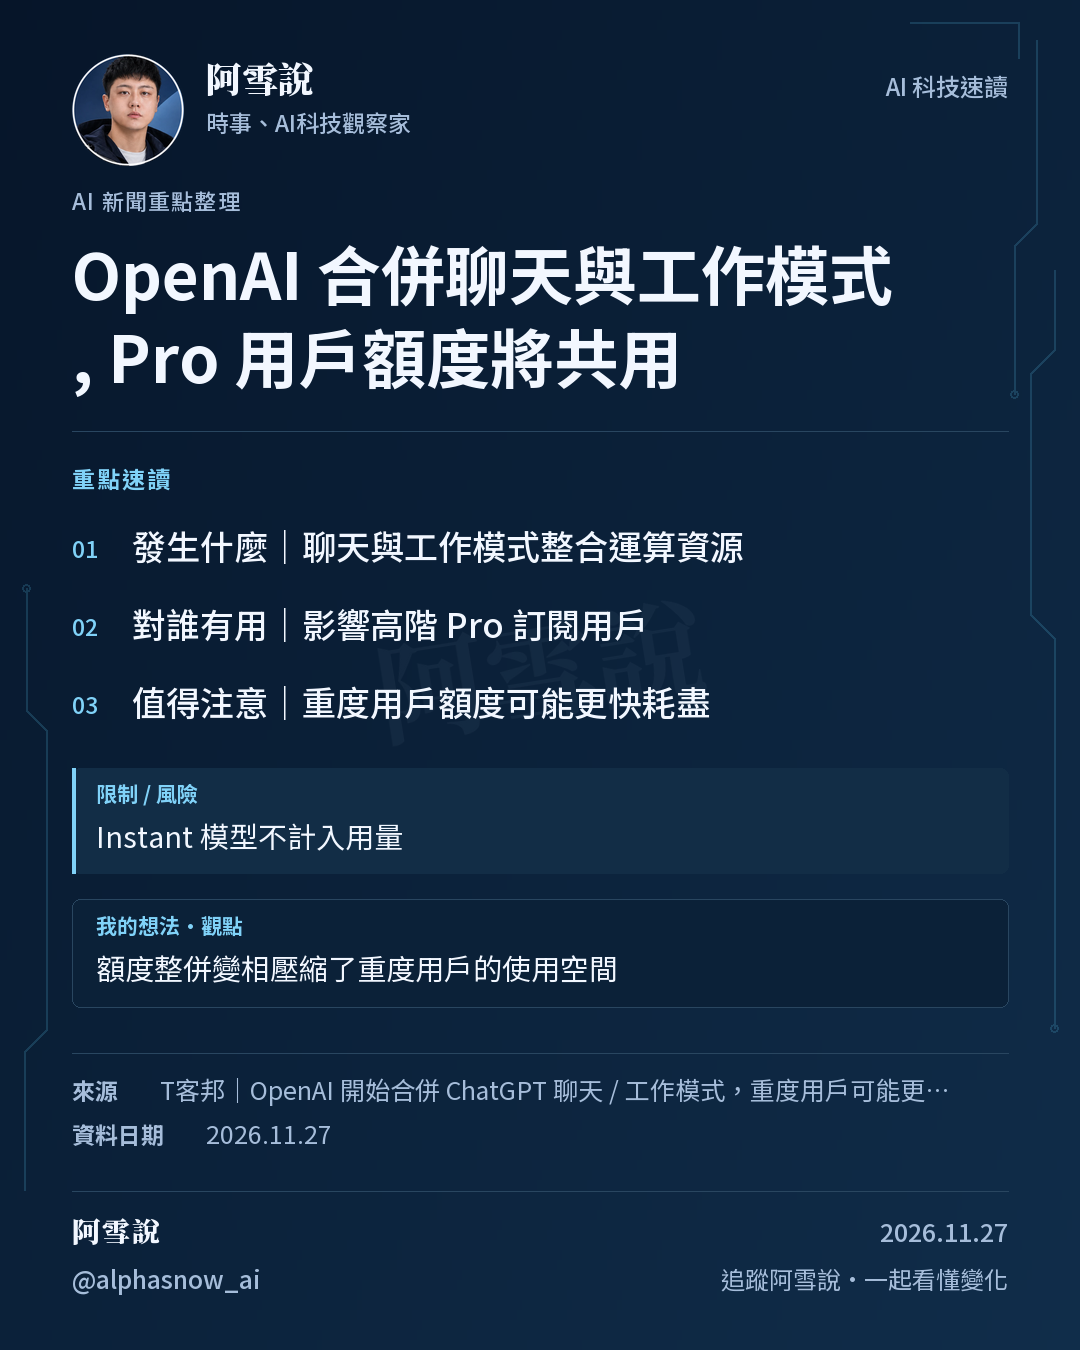 阿雪說
時事、AI科技觀察家
AI 科技速讀
AI 新聞重點整理
OpenAI 合併聊天與工作模式
, Pro 用戶額度將共用
重點速讀
01 發生什麼｜聊天與工作模式整合運算資源
02 對誰有用｜影響高階 Pro 訂閱用戶
03 值得注意｜重度用戶額度可能更快耗盡
阿雪說
限制 / 風險
Instant 模型不計入用量
我的想法・觀點
額度整併變相壓縮了重度用戶的使用空間
來源 T客邦｜OpenAI 開始合併 ChatGPT 聊天 / 工作模式，重度用戶可能更…
資料日期 2026.11.27
阿雪說
2026.11.27
@alphasnow_ai
追蹤阿雪說・一起看懂變化